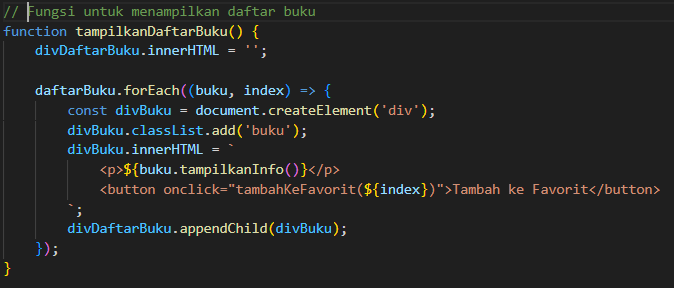 // Fungsi untuk menampilkan daftar buku
function tampilkanDaftarBuku() {
    divDaftarBuku.innerHTML = '';

    daftarBuku.forEach((buku, index) => {
        const divBuku = document.createElement('div');
        divBuku.classList.add('buku');
        divBuku.innerHTML = `
            <p>${buku.tampilkanInfo()}</p>
            <button onclick="tambahKeFavorit(${index})">Tambah ke Favorit</button>
        `;
        divDaftarBuku.appendChild(divBuku);
    });
}